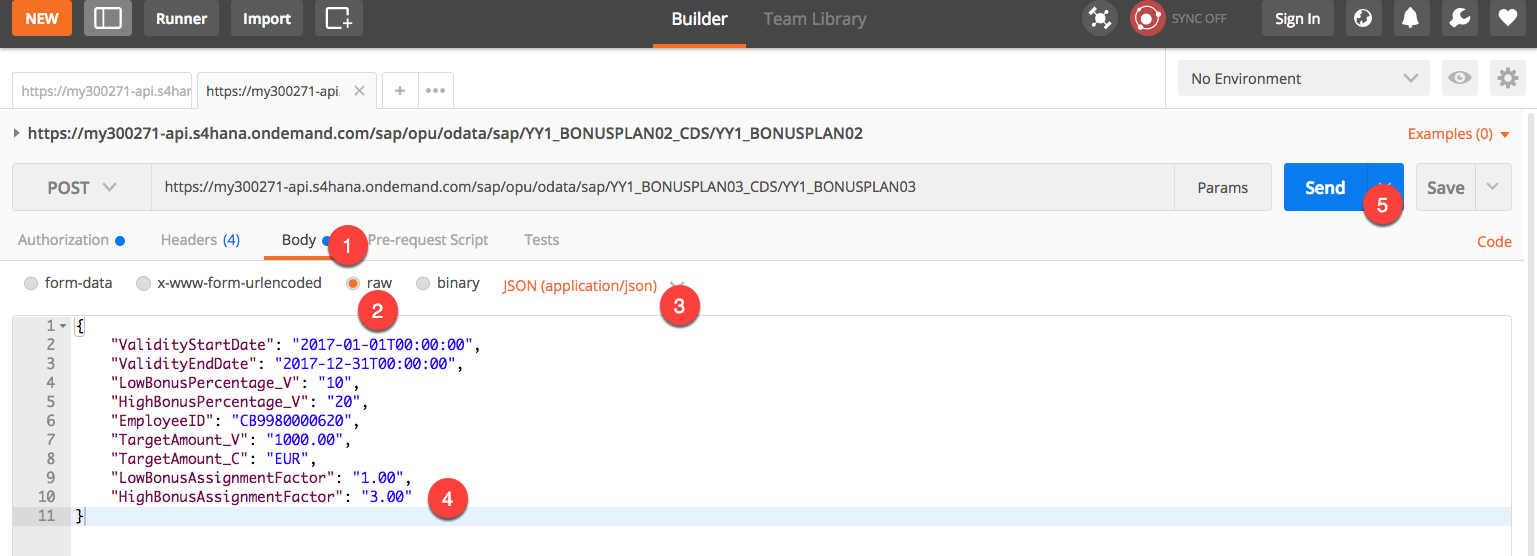 NEW Runner Import Builder Team Library SYNC OFF Sign In
https://my300271-api.s4har https://my300271-api. No Environment
https://my300271-api.s4hana.ondemand.com/sap/opu/odata/sap/YY1_BONUSPLAN02_CDS/YY1_BONUSPLAN02 Examples (0)
POST https://my300271-api.s4hana.ondemand.com/sap/opu/odata/sap/YY1_BONUSPLAN03_CDS/YY1_BONUSPLAN03 Params Send 5 Save
Authorization Headers (4) Body 1 Pre-request Script Tests Code
form-data x-www-form-urlencoded raw binary JSON (application/json)
2 3
1 {
2 "ValidityStartDate": "2017-01-01T00:00:00",
3 "ValidityEndDate": "2017-12-31T00:00:00",
4 "LowBonusPercentage_V": "10",
5 "HighBonusPercentage_V": "20",
6 "EmployeeID": "CB9980000620",
7 "TargetAmount_V": "1000.00",
8 "TargetAmount_C": "EUR",
9 "LowBonusAssignmentFactor": "1.00",
10 "HighBonusAssignmentFactor": "3.00" 4
11 }